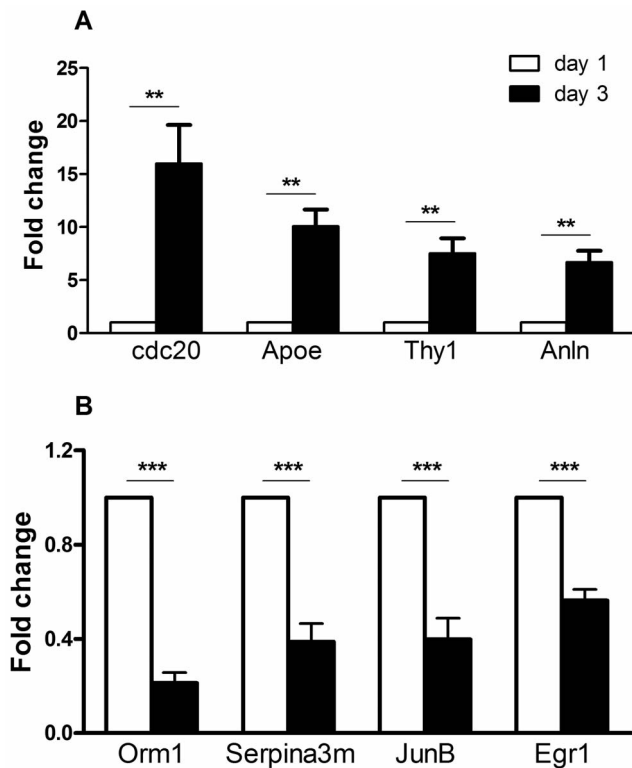 A
day 1
day 3
Fold change
25
20
15
10
5
0
**
**
**
**
cdc20 Apoe Thy1 Anln
B
Fold change
1.2
0.8
0.4
0.0
*** *** *** ***
Orm1 Serpina3m JunB Egr1